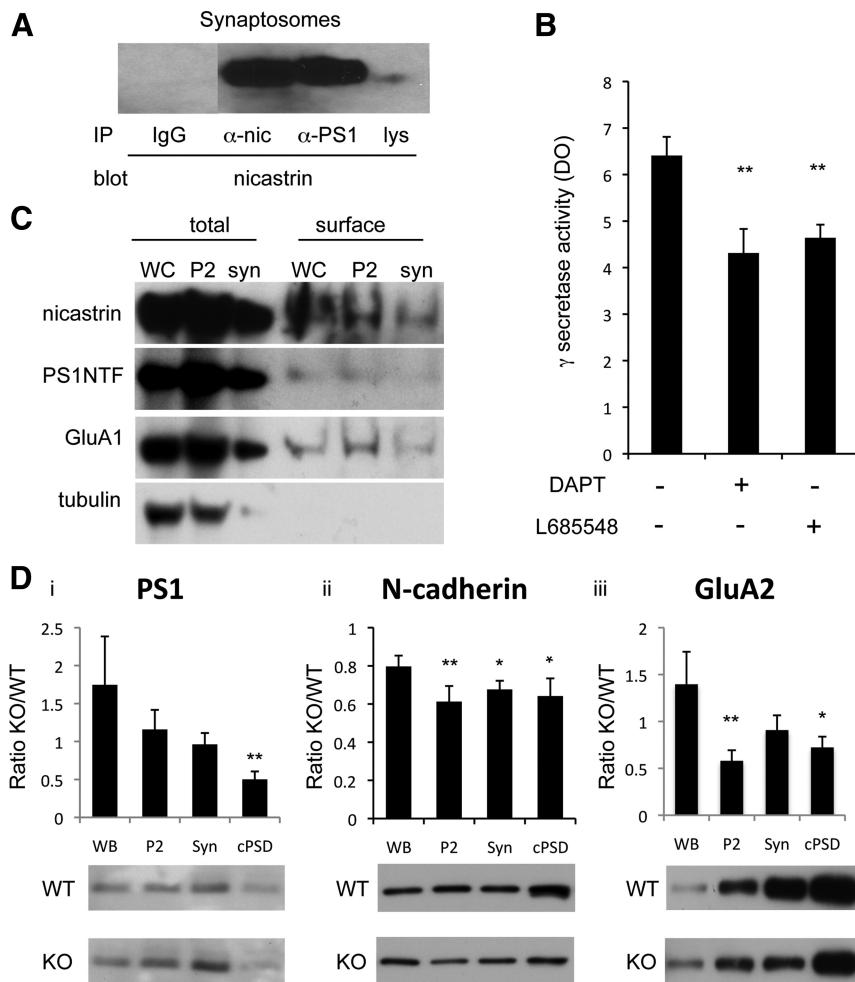 A
Synaptosomes
IP IgG α-nic α-PS1 lys
blot nicastrin
B
8
7
6
5
4
3
2
1
0
γ secretase activity (DO)
** **
DAPT - + -
L685548 - - +
C
total surface
WC P2 syn WC P2 syn
nicastrin
PS1NTF
GluA1
tubulin
D
i PS1
2.5
2
1.5
1
0.5
0
Ratio KO/WT
**
WB P2 Syn cPSD
WT
KO
ii N-cadherin
1
0.8
0.6
0.4
0.2
0
Ratio KO/WT
** * *
WB P2 Syn cPSD
WT
KO
iii GluA2
2
1.5
1
0.5
0
Ratio KO/WT
** *
WB P2 Syn cPSD
WT
KO